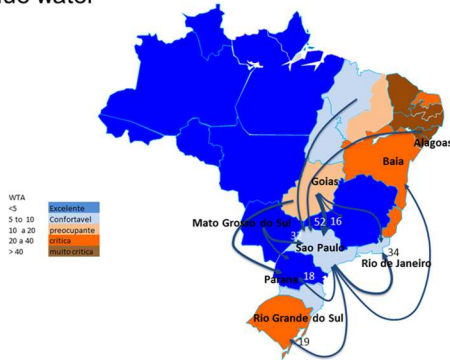 Alagoas
Baia
Goias
Mato Grosso do Sul
52 16
Sao Paulo
34
Rio de Janeiro
18
Parana
Rio Grande do Sul
19
WTA
<5 Excelente
5 to 10 Confortavel
10 a 20 preocupante
20 a 40 critica
> 40 muito critica